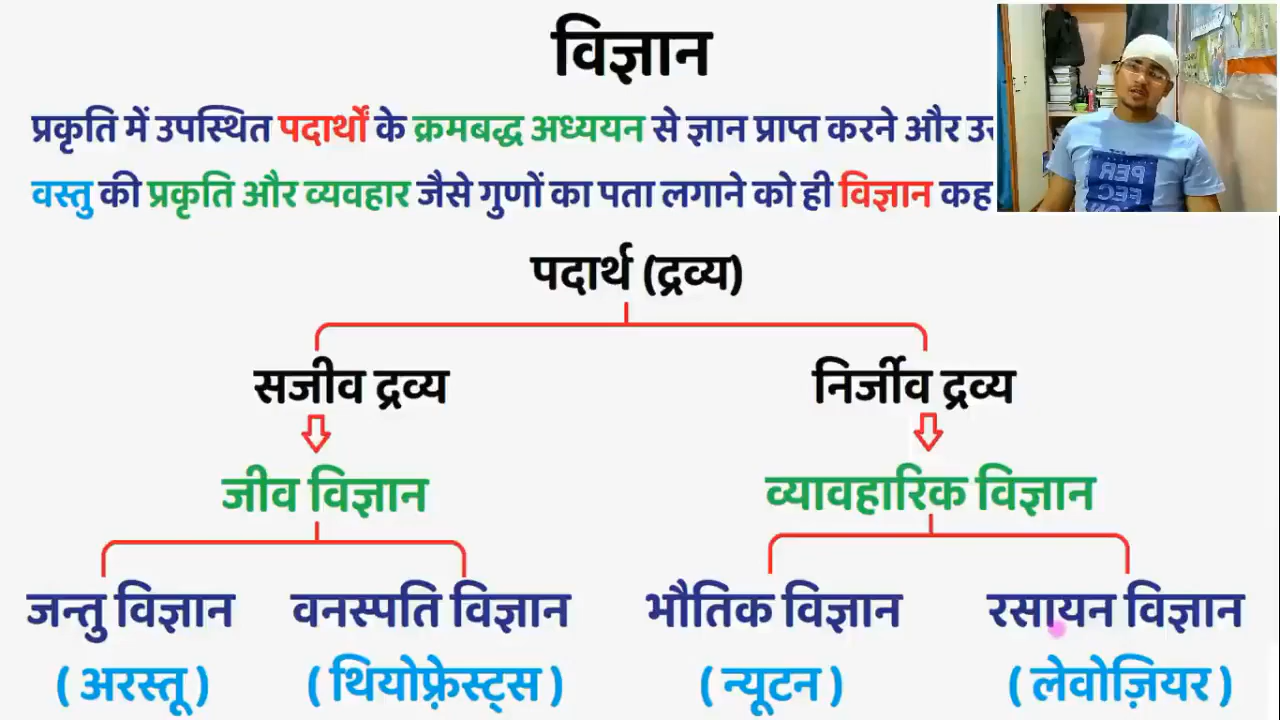 विज्ञान
प्रकृति में उपस्थित पदार्थों के क्रमबद्ध अध्ययन से ज्ञान प्राप्त करने और
वस्तु की प्रकृति और व्यवहार जैसे गुणों का पता लगाने को ही विज्ञान कह
पदार्थ (द्रव्य)
सजीव द्रव्य निर्जीव द्रव्य
जीव विज्ञान व्यावहारिक विज्ञान
जन्तु विज्ञान वनस्पति विज्ञान भौतिक विज्ञान रसायन विज्ञान
( अरस्तू ) ( थियोफ़्रेस्ट्स ) ( न्यूटन ) ( लेवोज़ियर )